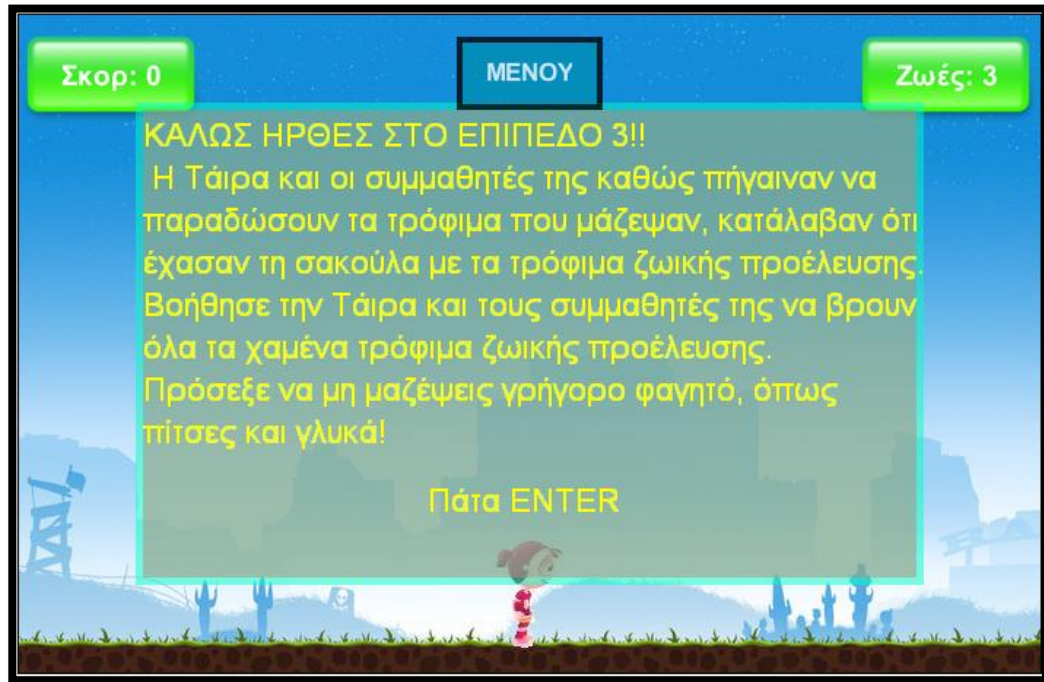 Σκορ: 0
ΜΕΝΟΥ
Ζωές: 3
ΚΑΛΩΣ ΗΡΘΕΣ ΣΤΟ ΕΠΙΠΕΔΟ 3!!
Η Τάιρα και οι συμμαθητές της καθώς πήγαιναν να
παραδώσουν τα τρόφιμα που μάζεψαν, κατάλαβαν ότι
έχασαν τη σακούλα με τα τρόφιμα ζωικής προέλευσης.
Βοήθησε την Τάιρα και τους συμμαθητές της να βρουν
όλα τα χαμένα τρόφιμα ζωικής προέλευσης.
Πρόσεξε να μη μαζέψεις γρήγορο φαγητό, όπως
πίτσες και γλυκά!
Πάτα ENTER